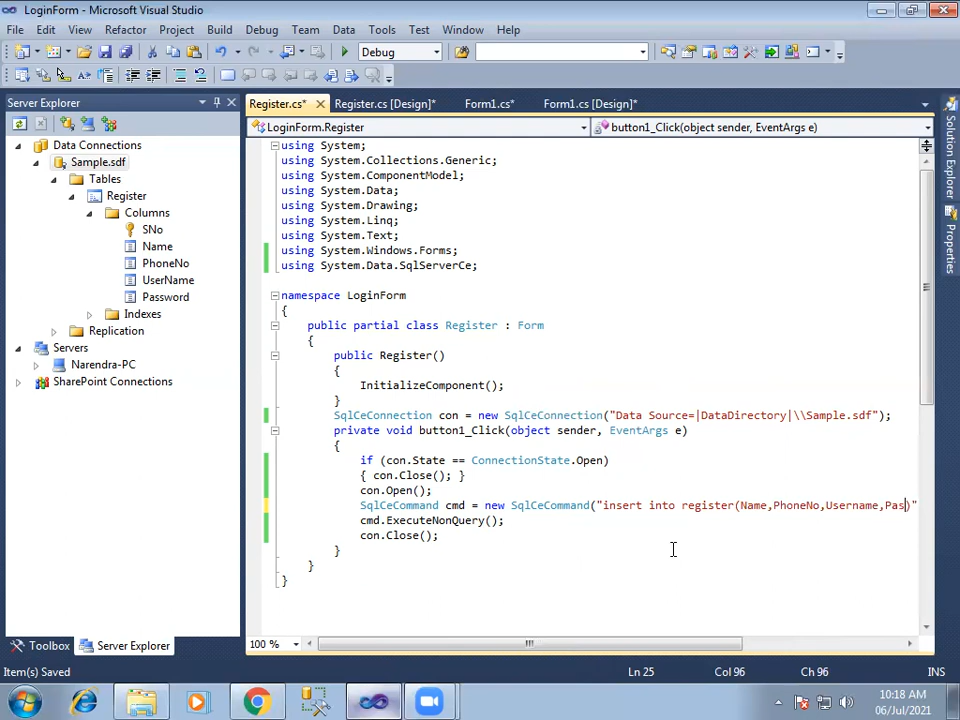 LoginForm - Microsoft Visual Studio
File Edit View Refactor Project Build Debug Team Data Tools Test Window Help
Debug
Server Explorer
Register.cs* Register.cs [Design]* Form1.cs* Form1.cs [Design]*
LoginForm.Register button1_Click(object sender, EventArgs e)
Data Connections
Sample.sdf
Tables
Register
Columns
SNo
Name
PhoneNo
UserName
Password
Indexes
Replication
Servers
Narendra-PC
SharePoint Connections
using System;
using System.Collections.Generic;
using System.ComponentModel;
using System.Data;
using System.Drawing;
using System.Linq;
using System.Text;
using System.Windows.Forms;
using System.Data.SqlServerCe;
namespace LoginForm
{
public partial class Register : Form
{
public Register()
{
InitializeComponent();
}
SqlCeConnection con = new SqlCeConnection("Data Source=|DataDirectory|\\Sample.sdf");
private void button1_Click(object sender, EventArgs e)
{
if (con.State == ConnectionState.Open)
{ con.Close(); }
con.Open();
SqlCeCommand cmd = new SqlCeCommand("insert into register(Name,PhoneNo,Username,Pas)"
cmd.ExecuteNonQuery();
con.Close();
}
}
}
Solution Explorer
Properties
100 %
Toolbox Server Explorer
Item(s) Saved Ln 25 Col 96 Ch 96 INS
10:18 AM
06/Jul/2021